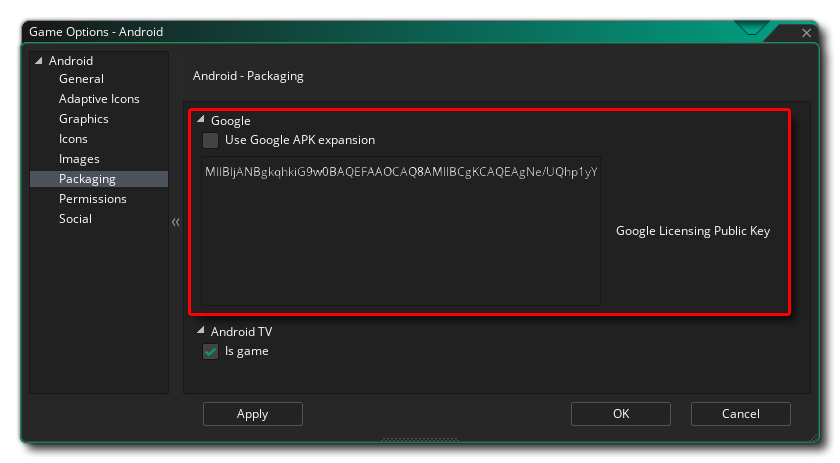 Game Options - Android
Android
General
Adaptive Icons
Graphics
Icons
Images
Packaging
Permissions
Social
Android - Packaging
Google
Use Google APK expansion
MIIBIjANBgkqhkiG9w0BAQEFAAOCAQ8AMIIBCgKCAQEAgNe/UQhp1yY
Google Licensing Public Key
Android TV
Is game
Apply
OK
Cancel